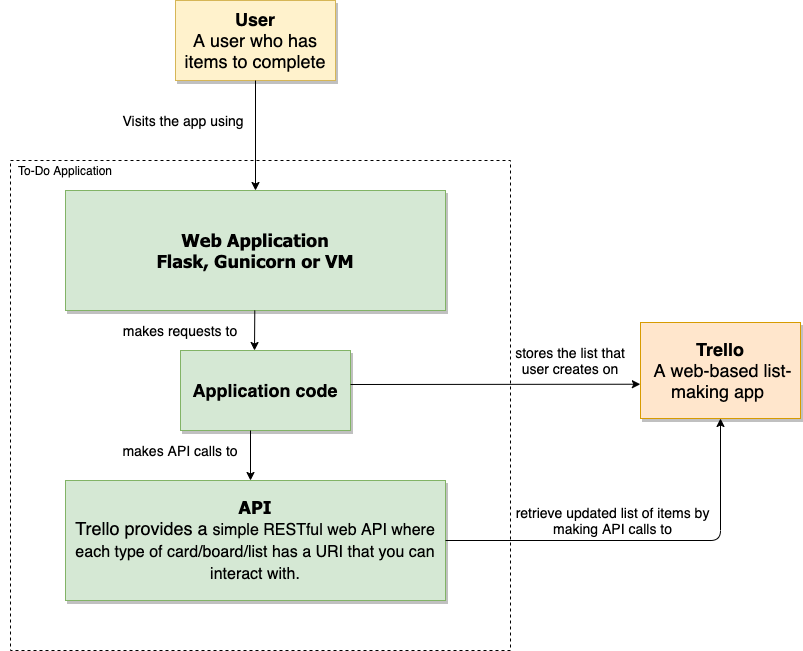 User
A user who has
items to complete
Visits the app using
To-Do Application
Web Application
Flask, Gunicorn or VM
makes requests to
Application code
stores the list that
user creates on
Trello
A web-based list-
making app
makes API calls to
API
Trello provides a simple RESTful web API where
each type of card/board/list has a URI that you can
interact with.
retrieve updated list of items by
making API calls to